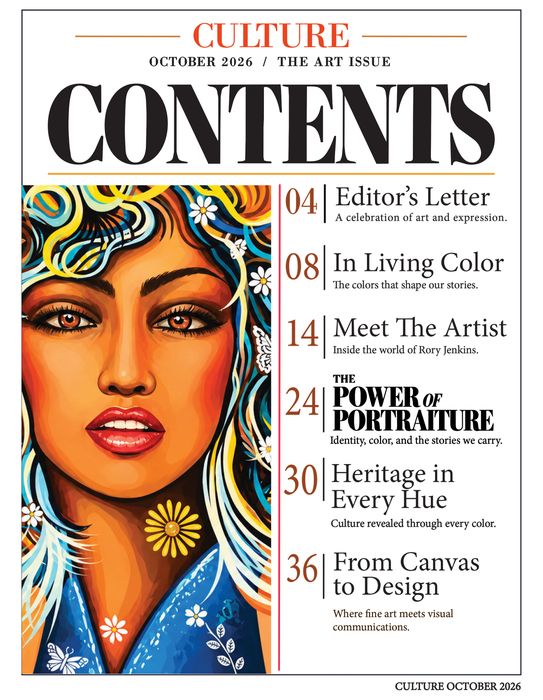 CULTURE
OCTOBER 2026 / THE ART ISSUE
CONTENTS
04
Editor’s Letter
A celebration of art and expression.
08
In Living Color
The colors that shape our stories.
14
Meet The Artist
Inside the world of Rory Jenkins.
24
THE
POWER OF
PORTRAITURE
Identity, color, and the stories we carry.
30
Heritage in
Every Hue
Culture revealed through every color.
36
From Canvas
to Design
Where fine art meets visual
communications.
CULTURE OCTOBER 2026